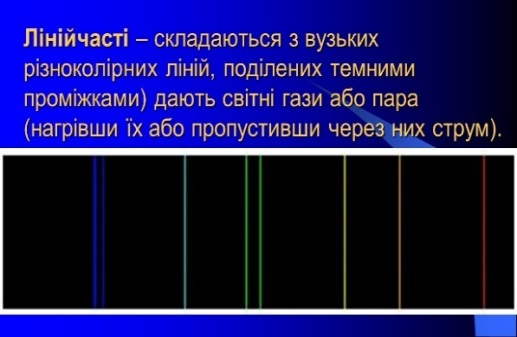 Лінійчасті – складаються з вузьких
різноколірних ліній, поділених темними
проміжками) дають світні гази або пара
(нагрівши їх або пропустивши через них струм).